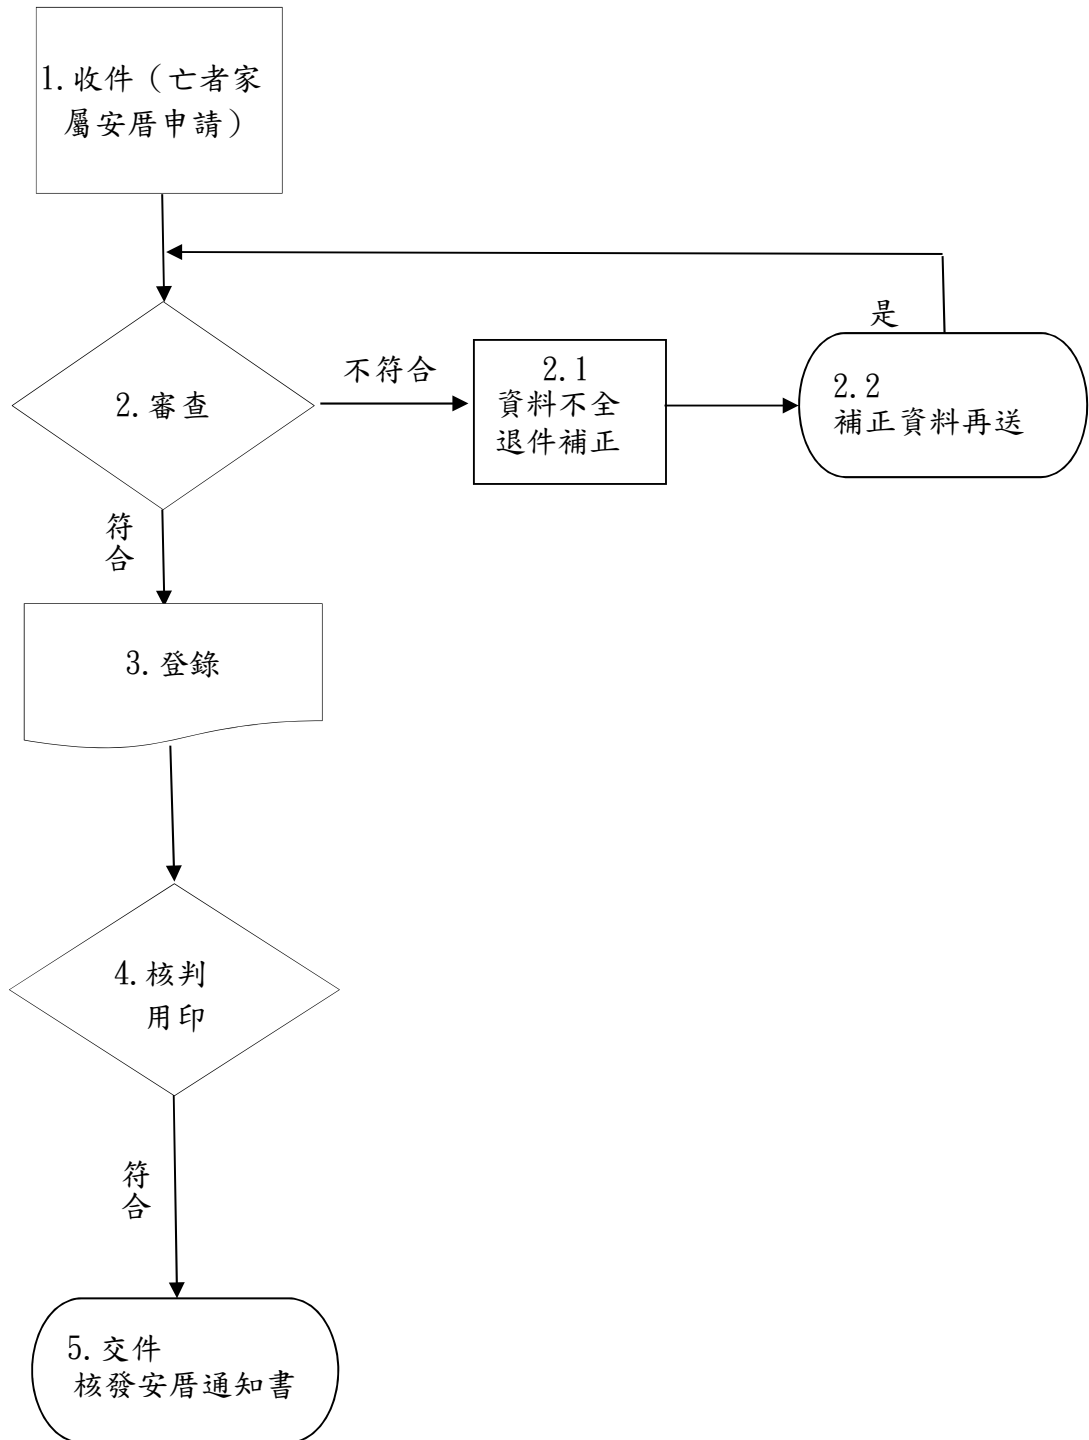 1.收件（亡者家
屬安厝申請）
是
不符合
2.1
資料不全
退件補正
2.2
補正資料再送
2.審查
符
合
3.登錄
4.核判
用印
符
合
5.交件
核發安厝通知書